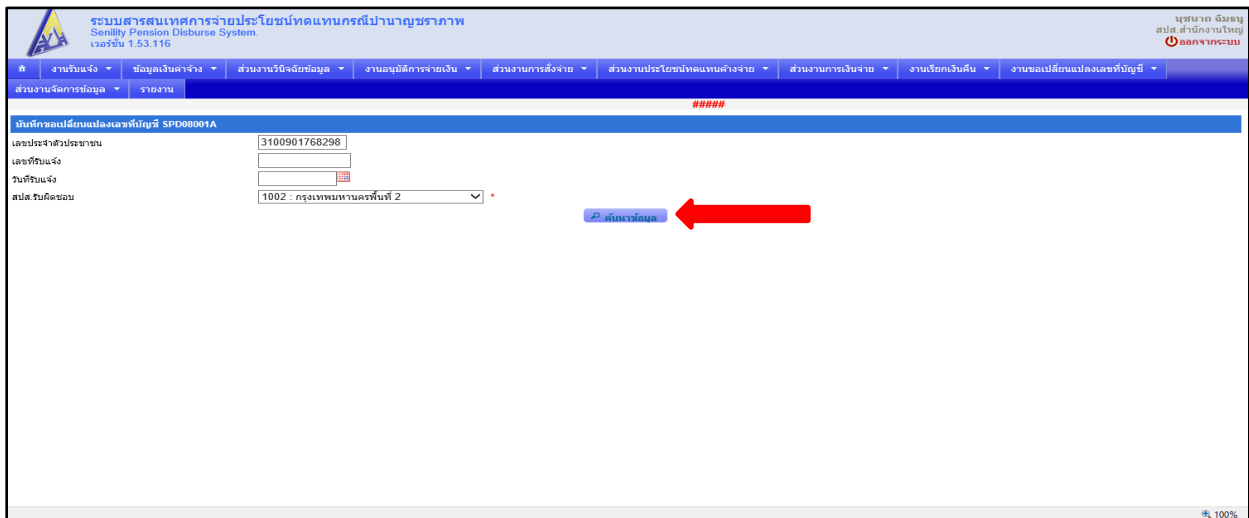 ระบบสารสนเทศการจ่ายประโยชน์ทดแทนกรณีบำนาญชราภาพ
Senility Pension Disburse System.
เวอร์ชั่น 1.53.116
นุชนาถ ฉิมธนู
สปส.สำนักงานใหญ่
ออกจากระบบ
งานรับแจ้ง ข้อมูลเงินค่าจ้าง ส่วนงานวินิจฉัยข้อมูล งานอนุมัติการจ่ายเงิน ส่วนงานการสั่งจ่าย ส่วนงานประโยชน์ทดแทนค้างจ่าย ส่วนงานการเงินจ่าย งานเรียกเงินคืน งานขอเปลี่ยนแปลงเลขที่บัญชี
ส่วนงานจัดการข้อมูล รายงาน
#####
บันทึกขอเปลี่ยนแปลงเลขที่บัญชี SPD08001A
เลขประจำตัวประชาชน 3100901768298
เลขที่รับแจ้ง
วันที่รับแจ้ง
สปส.รับผิดชอบ 1002 : กรุงเทพมหานครพื้นที่ 2 *
ค้นหาข้อมูล
100%